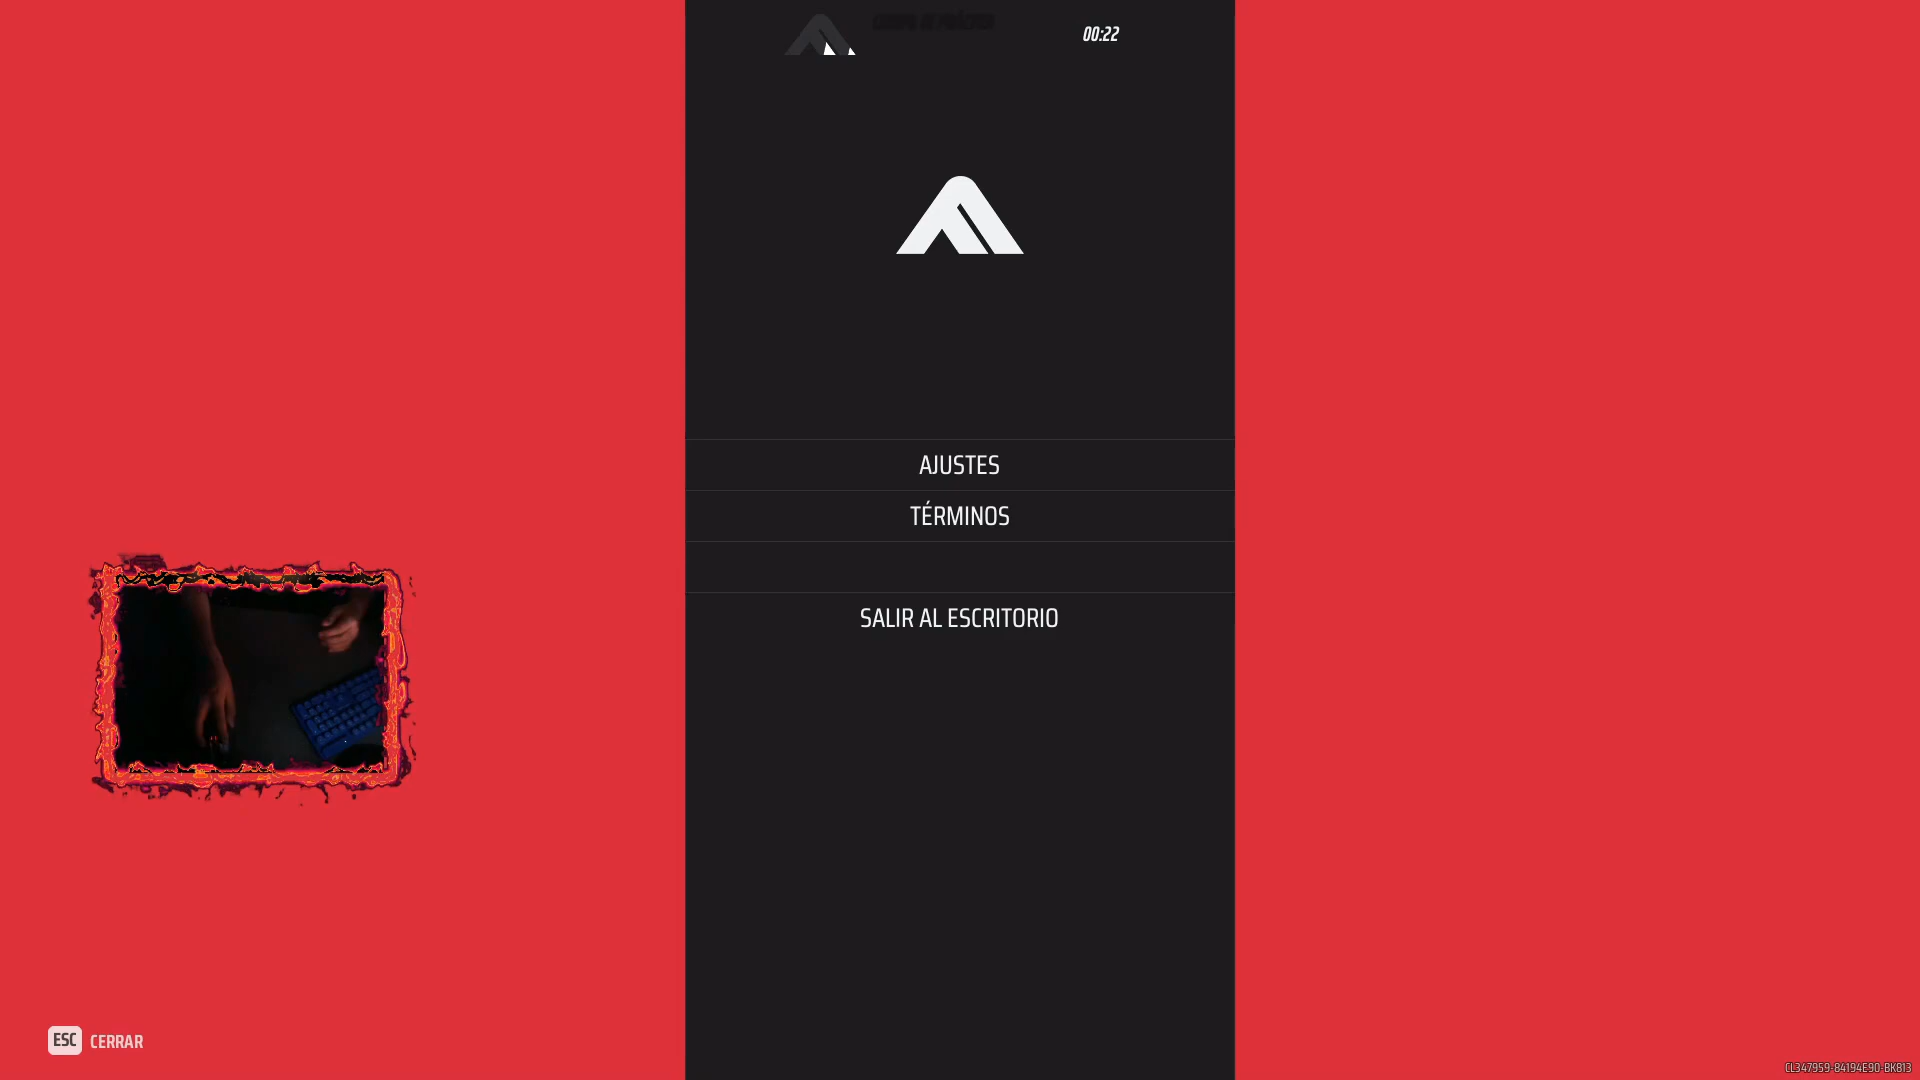 00:22
AJUSTES
TÉRMINOS
SALIR AL ESCRITORIO
ESC CERRAR
CL347959-84194E90-BK813